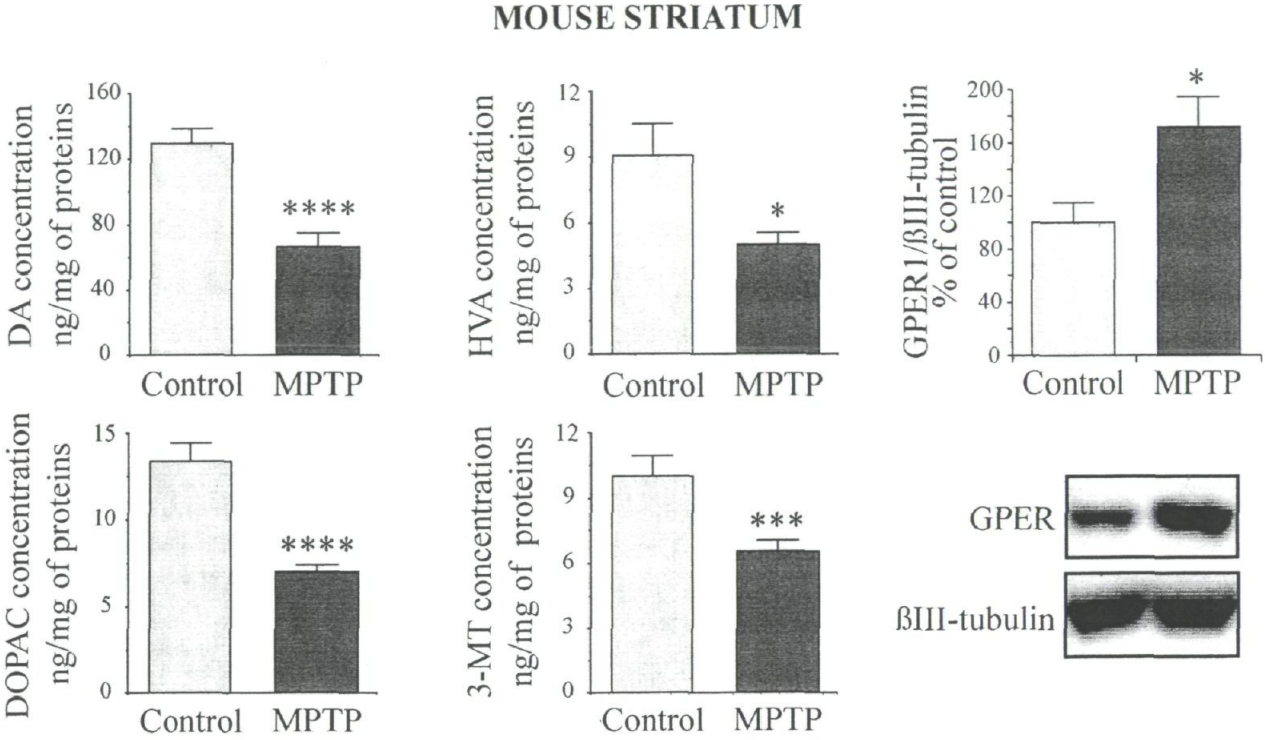 MOUSE STRIATUM
DA concentration
ng/mg of proteins
160
120
80
40
0
****
Control MPTP
HVA concentration
ng/mg of proteins
12
9
6
3
0
*
Control MPTP
GPER1/ßIII-tubulin
% of control
200
160
120
80
40
0
*
Control MPTP
DOPAC concentration
ng/mg of proteins
15
10
5
0
****
Control MPTP
3-MT concentration
ng/mg of proteins
12
9
6
3
0
***
Control MPTP
GPER
ßIII-tubulin